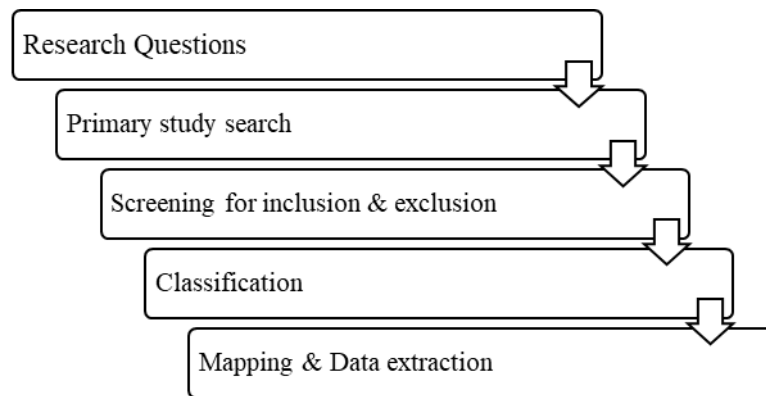 Research Questions
Primary study search
Screening for inclusion & exclusion
Classification
Mapping & Data extraction